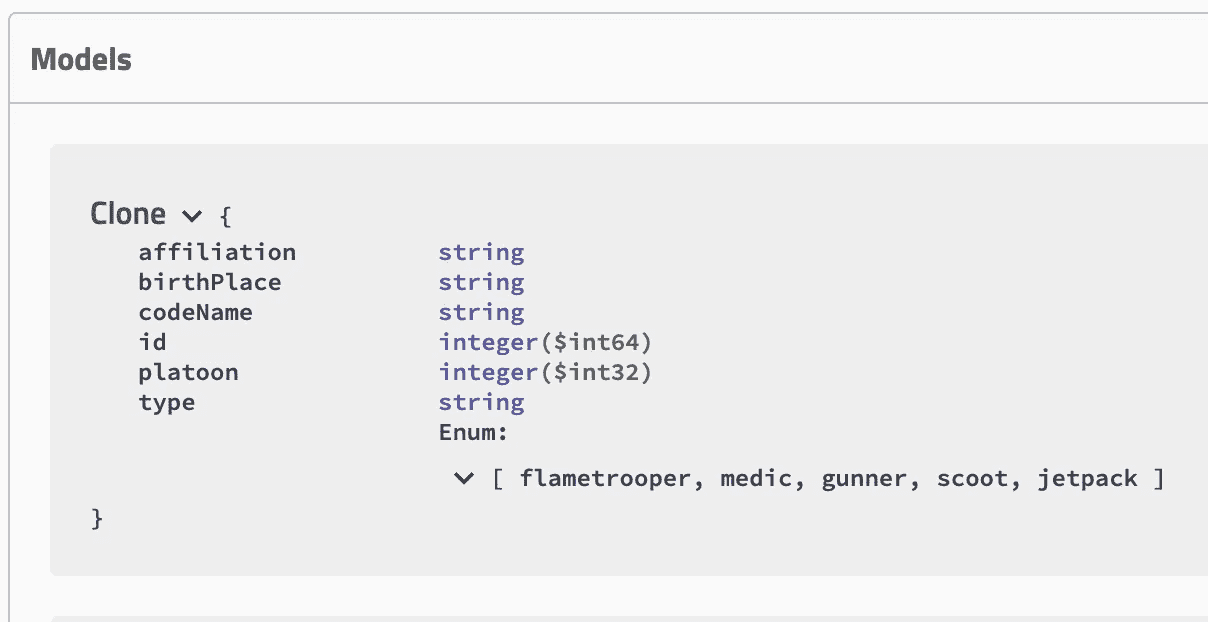 Models
Clone {
affiliation string
birthPlace string
codeName string
id integer($int64)
platoon integer($int32)
type string
Enum:
[ flametrooper, medic, gunner, scoot, jetpack ]
}